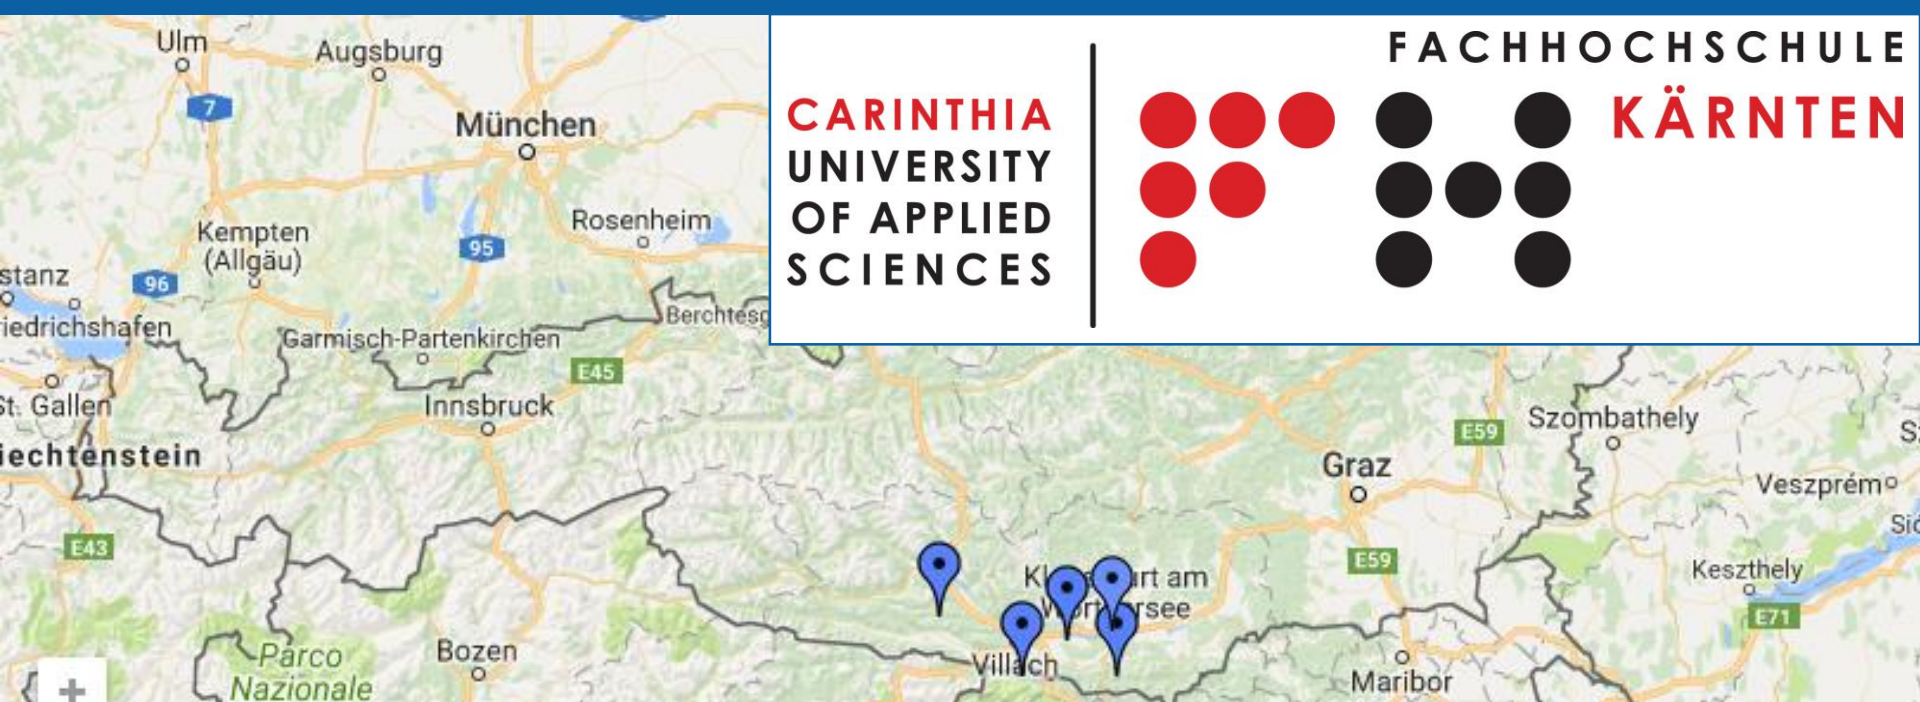 Ulm
Augsburg
7
München
Kempten
(Allgäu)
95
Rosenheim
stanz
96
riedrichshafen
Garmisch-Partenkirchen
Berchtesg
E45
St. Gallen
Innsbruck
iechtenstein
E43
Parco
Nazionale
Bozen
+
CARINTHIA
UNIVERSITY
OF APPLIED
SCIENCES
FACHHOCHSCHULE
KÄRNTEN
E59
Szombathely
Graz
Veszprém
E59
Keszthely
E71
Villach
Maribor
am